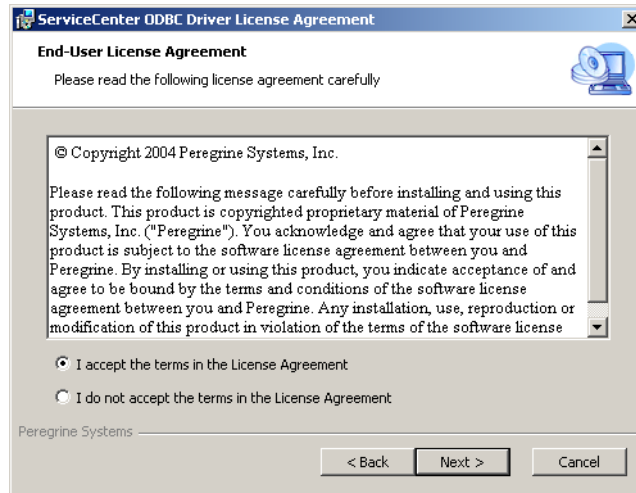 ServiceCenter ODBC Driver License Agreement
End-User License Agreement
Please read the following license agreement carefully
© Copyright 2004 Peregrine Systems, Inc.
Please read the following message carefully before installing and using this
product. This product is copyrighted proprietary material of Peregrine
Systems, Inc. ("Peregrine"). You acknowledge and agree that your use of this
product is subject to the software license agreement between you and
Peregrine. By installing or using this product, you indicate acceptance of and
agree to be bound by the terms and conditions of the software license
agreement between you and Peregrine. Any installation, use, reproduction or
modification of this product in violation of the terms of the software license
I accept the terms in the License Agreement
I do not accept the terms in the License Agreement
Peregrine Systems
< Back Next > Cancel